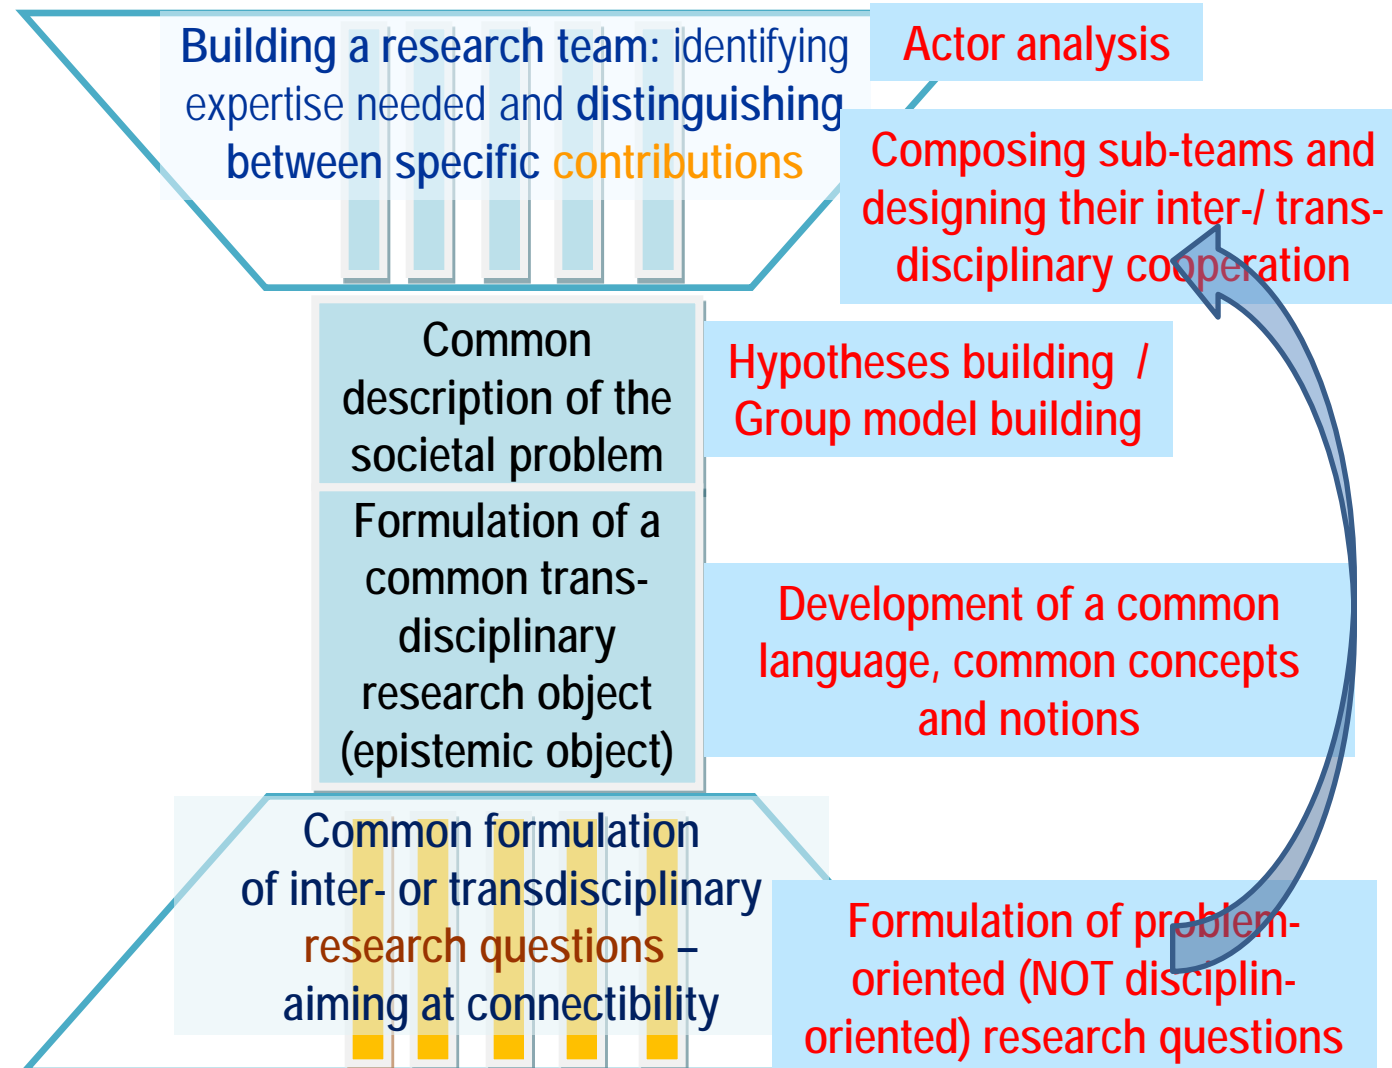 Building a research team: identifying
expertise needed and distinguishing
between specific contributions
Actor analysis
Composing sub-teams and
designing their inter-/ trans-
disciplinary cooperation
Common
description of the
societal problem
Hypotheses building /
Group model building
Formulation of a
common trans-
disciplinary
research object
(epistemic object)
Development of a common
language, common concepts
and notions
Common formulation
of inter- or transdisciplinary
research questions –
aiming at connectibility
Formulation of problem-
oriented (NOT disciplin-
oriented) research questions